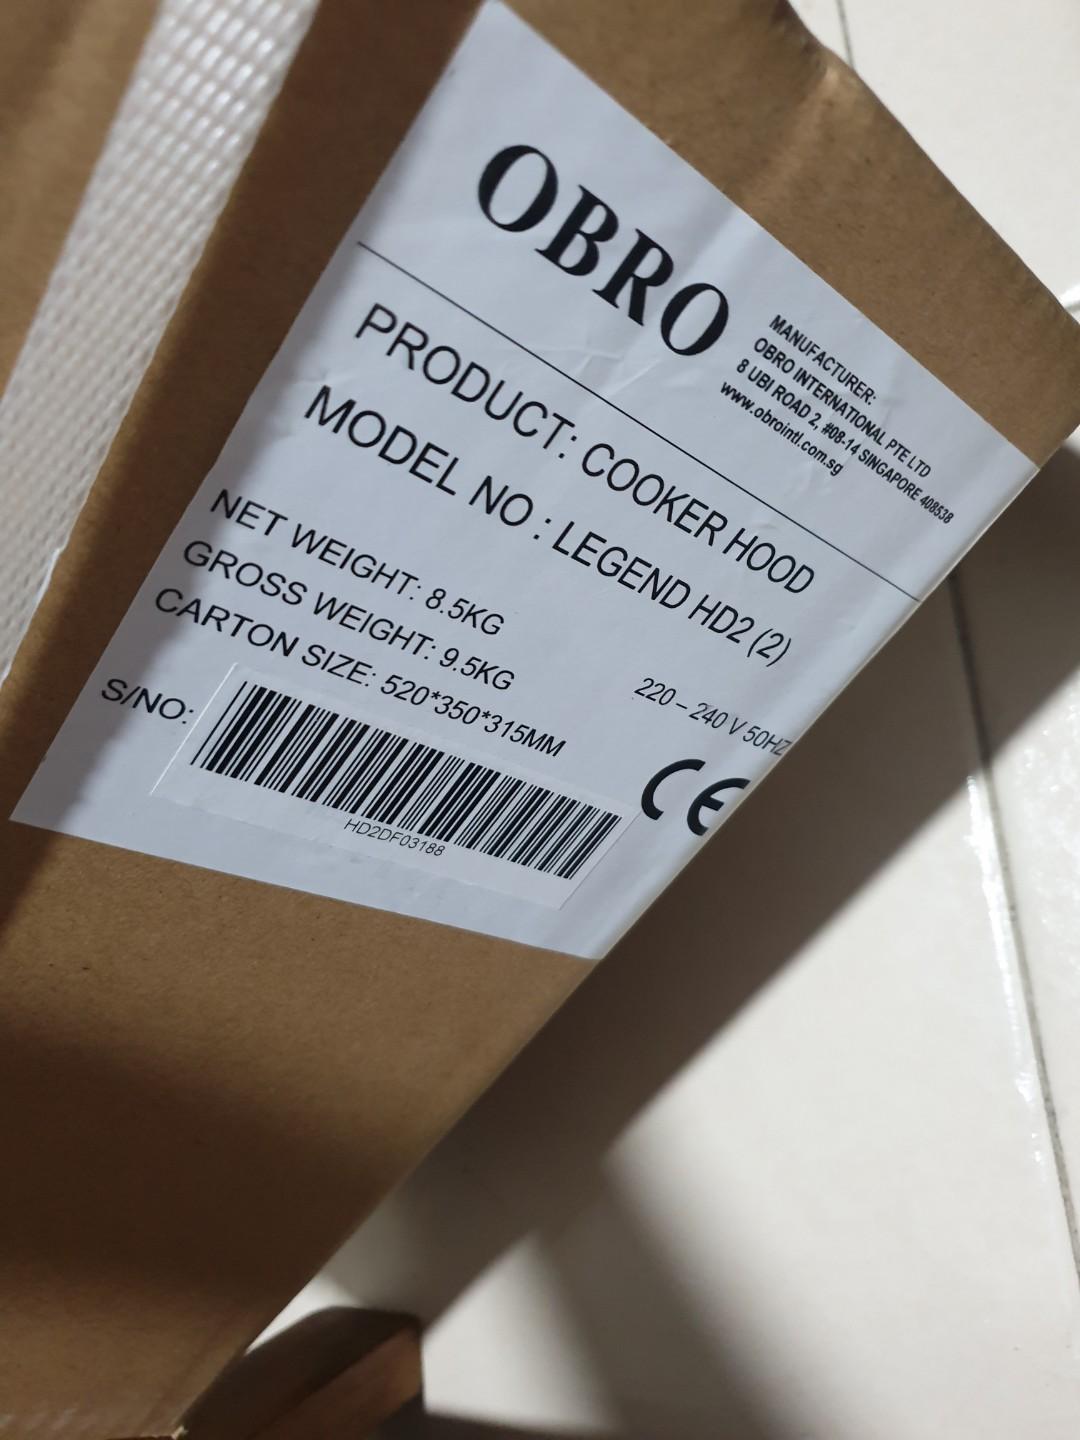 OBRO
MANUFACTURER:
OBRO INTERNATIONAL PTE LTD
8 UBI ROAD 2, #08-14 SINGAPORE 408538
www.obrointl.com.sg
PRODUCT: COOKER HOOD
MODEL NO : LEGEND HD2 (2)
NET WEIGHT: 8.5KG
GROSS WEIGHT: 9.5KG
220 – 240 V 50HZ
CARTON SIZE: 520*350*315MM
S/NO:
CE
HD2DF03188